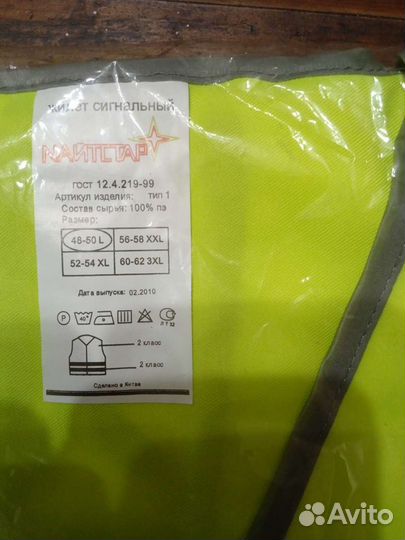 жилет сигнальный
НАЙТСТАР
гост 12.4.219-99
Артикул изделия: тип 1
Состав сырья: 100% пэ
Размер:
48-50 L 56-58 XXL
52-54 XL 60-62 3XL
Дата выпуска: 02.2010
P 40°
2 класс
2 класс
Сделано в Китае
Avito